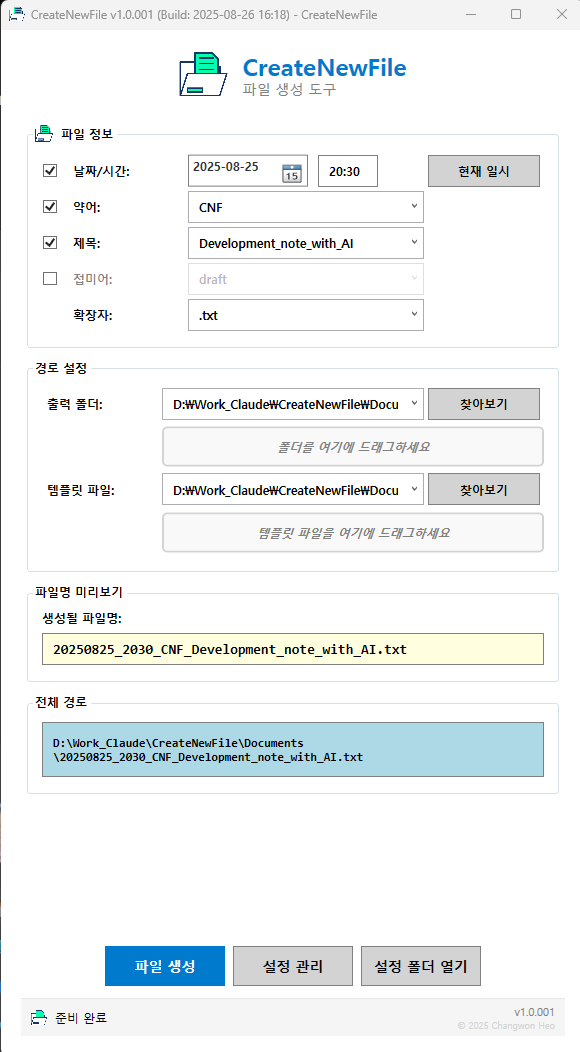 CreateNewFile v1.0.001 (Build: 2025-08-26 16:18) - CreateNewFile
CreateNewFile
파일 생성 도구
파일 정보
날짜/시간: 2025-08-25 15 20:30 현재 일시
약어: CNF
제목: Development_note_with_AI
접미어: draft
확장자: .txt
경로 설정
출력 폴더: D:₩Work_Claude₩CreateNewFile₩Docu 찾아보기
폴더를 여기에 드래그하세요
템플릿 파일: D:₩Work_Claude₩CreateNewFile₩Docu 찾아보기
템플릿 파일을 여기에 드래그하세요
파일명 미리보기
생성될 파일명:
20250825_2030_CNF_Development_note_with_AI.txt
전체 경로
D:\Work_Claude\CreateNewFile\Documents
\20250825_2030_CNF_Development_note_with_AI.txt
파일 생성 설정 관리 설정 폴더 열기
준비 완료 v1.0.001
© 2025 Changwon Heo